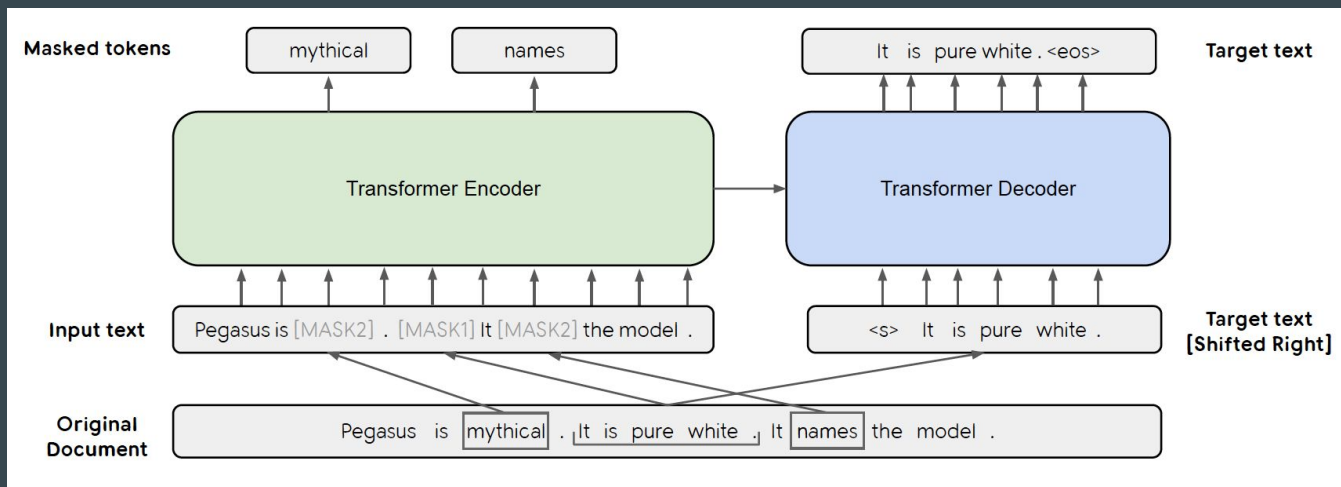 Masked tokens
mythical
names
It is pure white . <eos>
Target text
Transformer Encoder
Transformer Decoder
Input text
Pegasus is [MASK2] . [MASK1] It [MASK2] the model .
<s> It is pure white .
Target text
[Shifted Right]
Original
Document
Pegasus is mythical . It is pure white . It names the model .